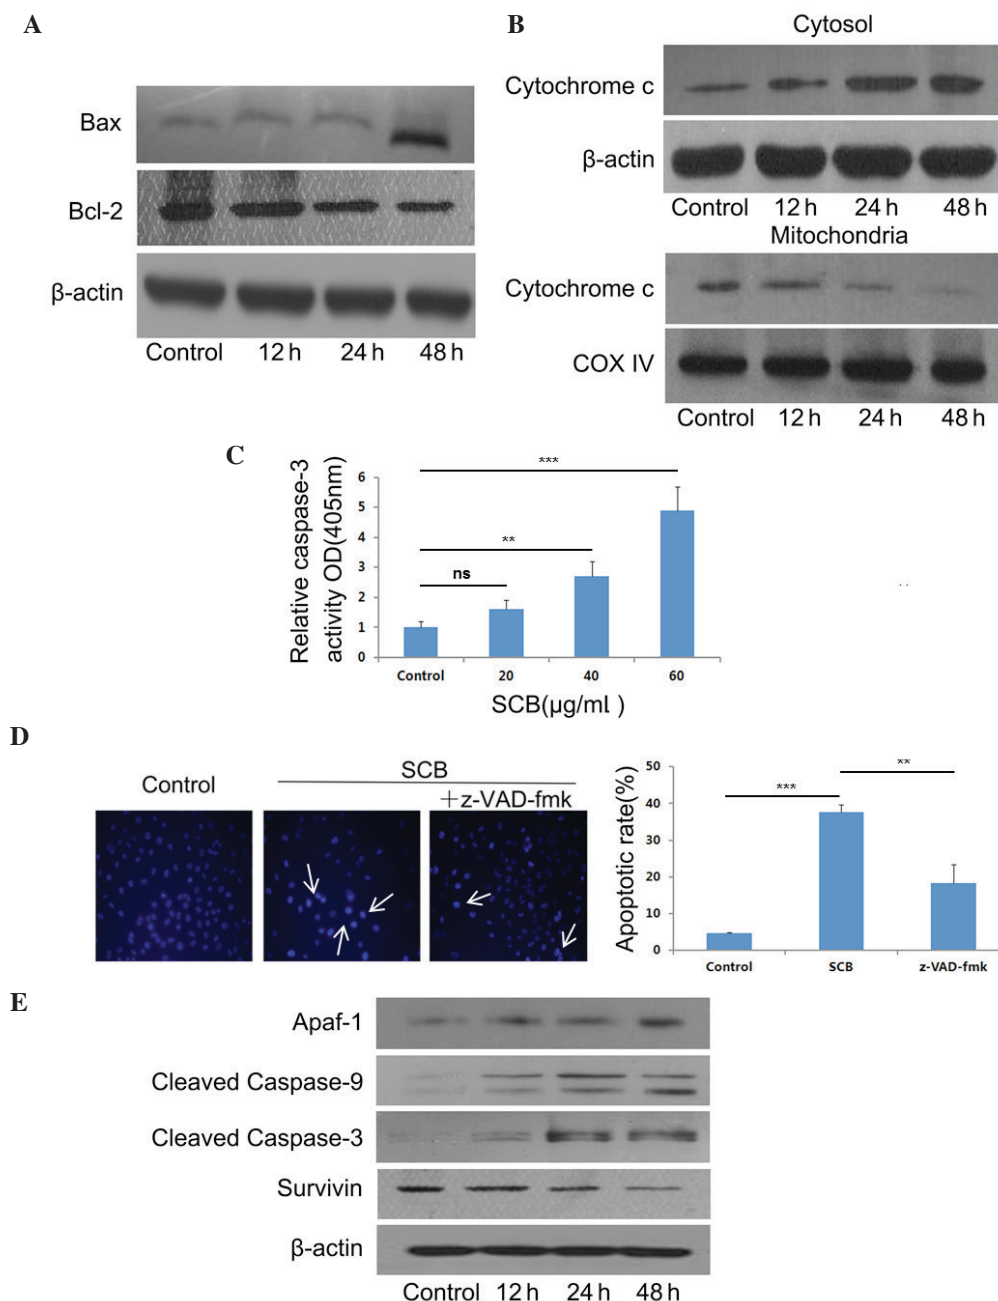 A
Bax
Bcl-2
β-actin
Control 12 h 24 h 48 h
B
Cytosol
Cytochrome c
β-actin
Control 12 h 24 h 48 h
Mitochondria
Cytochrome c
COX IV
Control 12 h 24 h 48 h
C
Relative caspase-3
activity OD(405nm)
6
5
4
3
2
1
0
***
**
ns
Control 20 40 60
SCB(μg/ml )
D
Control
SCB
+z-VAD-fmk
Apoptotic rate(%)
50
40
30
20
10
0
***
**
Control SCB z-VAD-fmk
E
Apaf-1
Cleaved Caspase-9
Cleaved Caspase-3
Survivin
β-actin
Control 12 h 24 h 48 h